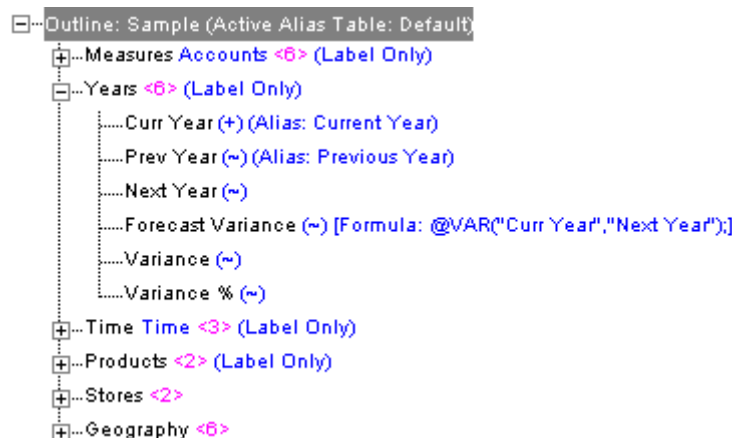 Outline: Sample (Active Alias Table: Default)
Measures Accounts <6> (Label Only)
Years <6> (Label Only)
Curr Year (+) (Alias: Current Year)
Prev Year (~) (Alias: Previous Year)
Next Year (~)
Forecast Variance (~) [Formula: @VAR("Curr Year","Next Year");]
Variance (~)
Variance % (~)
Time Time <3> (Label Only)
Products <2> (Label Only)
Stores <2>
Geography <6>